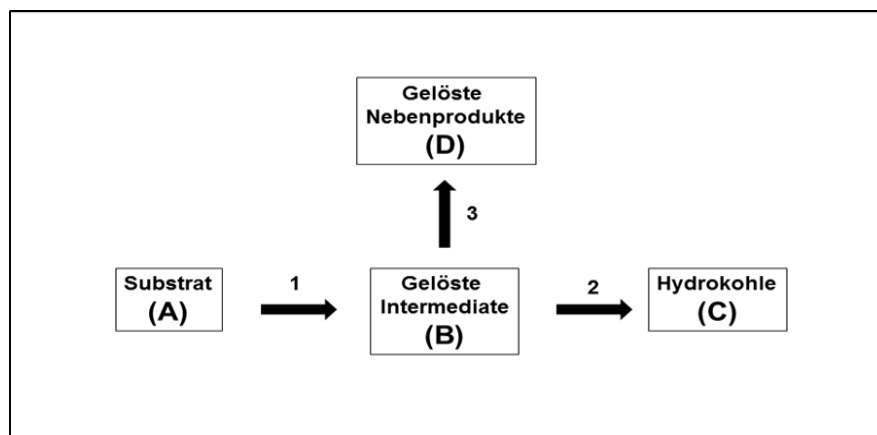 Gelöste
Nebenprodukte
(D)
3
Substrat
(A)
1
Gelöste
Intermediate
(B)
2
Hydrokohle
(C)